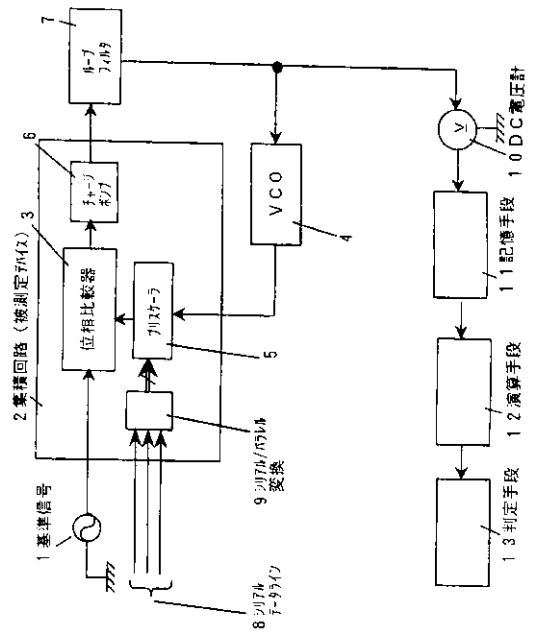 1 基準信号
2 集積回路（被測定ﾃﾞﾊﾞｲｽ）
3
位相比較器
6
ﾁｬｰｼﾞ
ﾎﾟﾝﾌﾟ
7
ﾙｰﾌﾟ
ﾌｨﾙﾀ
ﾌﾟﾘｽｹｰﾗ
5
VCO
4
8 ｼﾘｱﾙ
ﾃﾞｰﾀﾗｲﾝ
9 ｼﾘｱﾙ/ﾊﾟﾗﾚﾙ
変換
V
10 DC電圧計
11 記憶手段
12 演算手段
13 判定手段